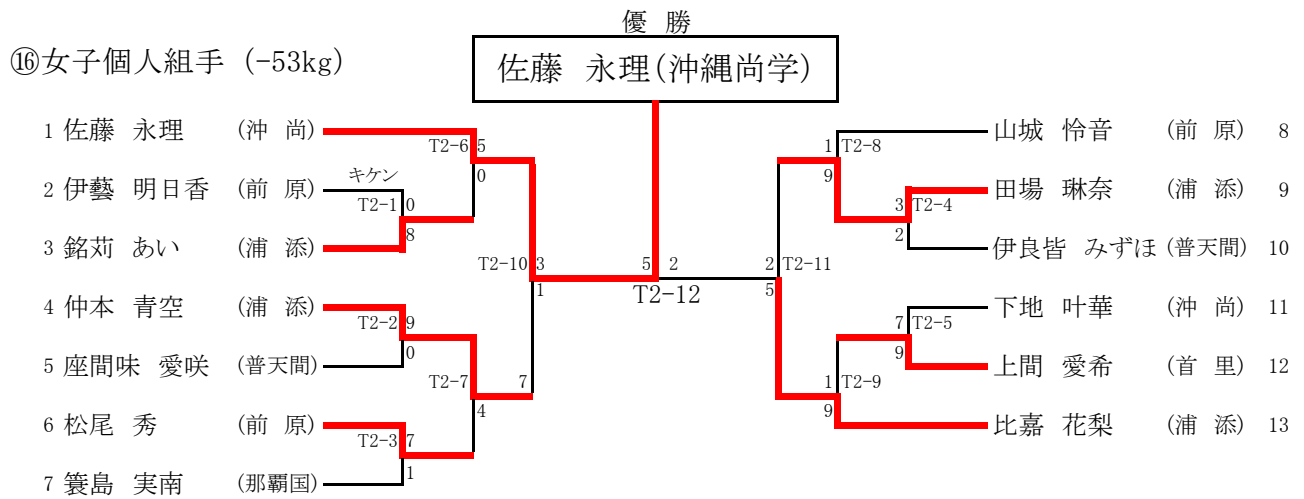 優 勝
⑯女子個人組手 (-53kg)
佐藤 永理(沖縄尚学)
1 佐藤 永理 (沖 尚)
T2-6 5
0
2 伊藝 明日香 (前 原)
キケン
T2-1 0
8
3 銘苅 あい (浦 添)
T2-10 3
1
4 仲本 青空 (浦 添)
T2-2 9
0
5 座間味 愛咲 (普天間)
T2-7 7
4
6 松尾 秀 (前 原)
T2-3 7
1
7 簑島 実南 (那覇国)
5 2
T2-12
山城 怜音 (前 原) 8
1 T2-8
9
田場 琳奈 (浦 添) 9
3 T2-4
2
伊良皆 みずほ (普天間) 10
2 T2-11
5
下地 叶華 (沖 尚) 11
7 T2-5
9
上間 愛希 (首 里) 12
1 T2-9
9
比嘉 花梨 (浦 添) 13